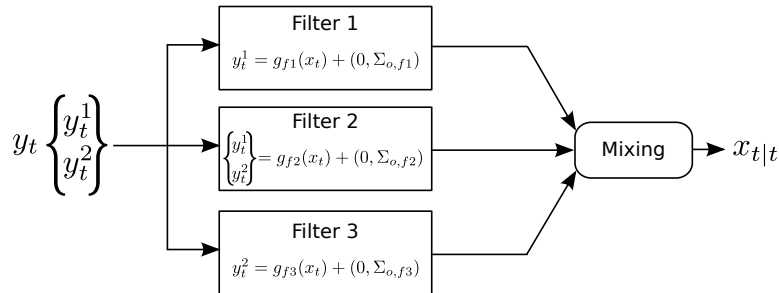 y_t { y_t^1 y_t^2 }
Filter 1
y_t^1 = g_{f1}(x_t) + (0, Σ_{o,f1})
Filter 2
{ y_t^1 y_t^2 } = g_{f2}(x_t) + (0, Σ_{o,f2})
Filter 3
y_t^2 = g_{f3}(x_t) + (0, Σ_{o,f3})
Mixing
x_{t|t}